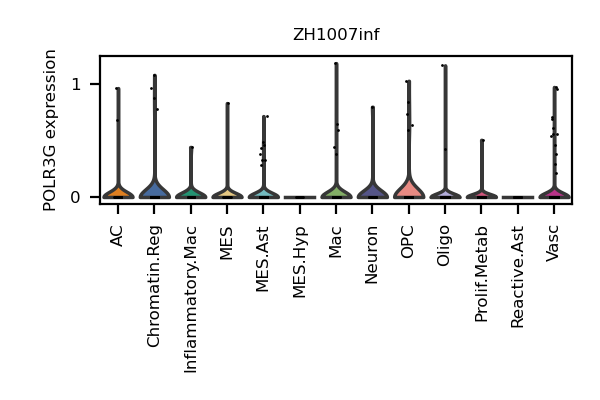 ZH1007inf
POLR3G expression
1
0
AC
Chromatin.Reg
Inflammatory.Mac
MES
MES.Ast
MES.Hyp
Mac
Neuron
OPC
Oligo
Prolif.Metab
Reactive.Ast
Vasc